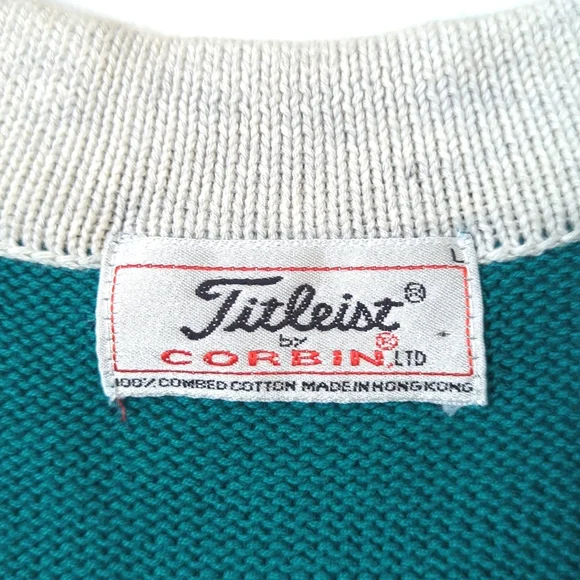 L
Titleist®
by
CORBIN® LTD
100% COMBED COTTON MADE IN HONG KONG